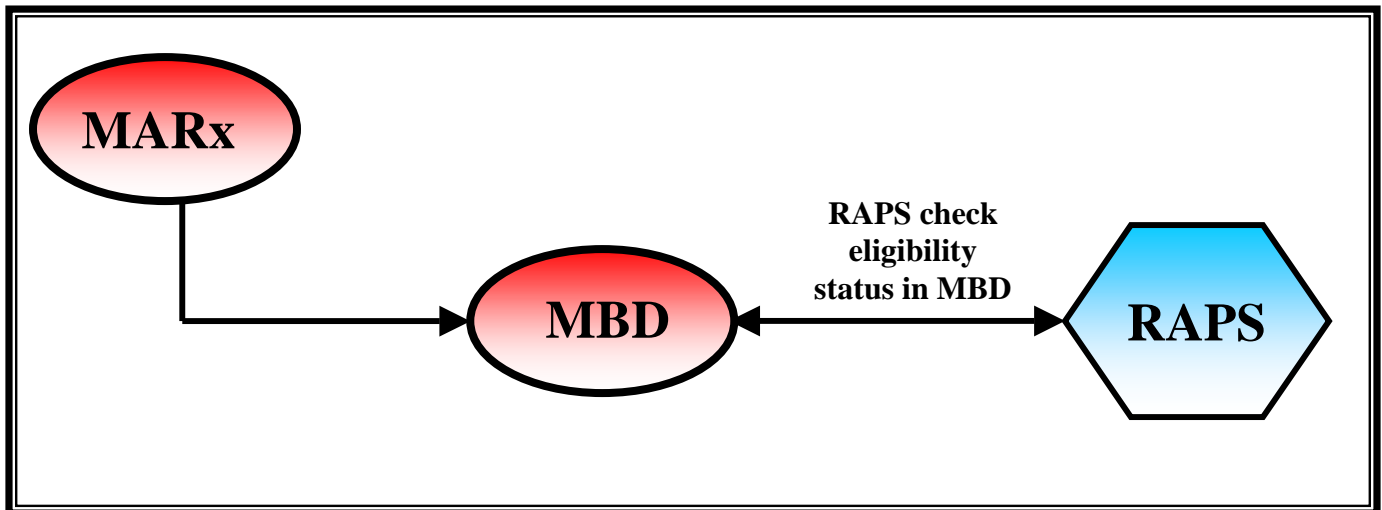 MARx
RAPS check
eligibility
status in MBD
MBD
RAPS